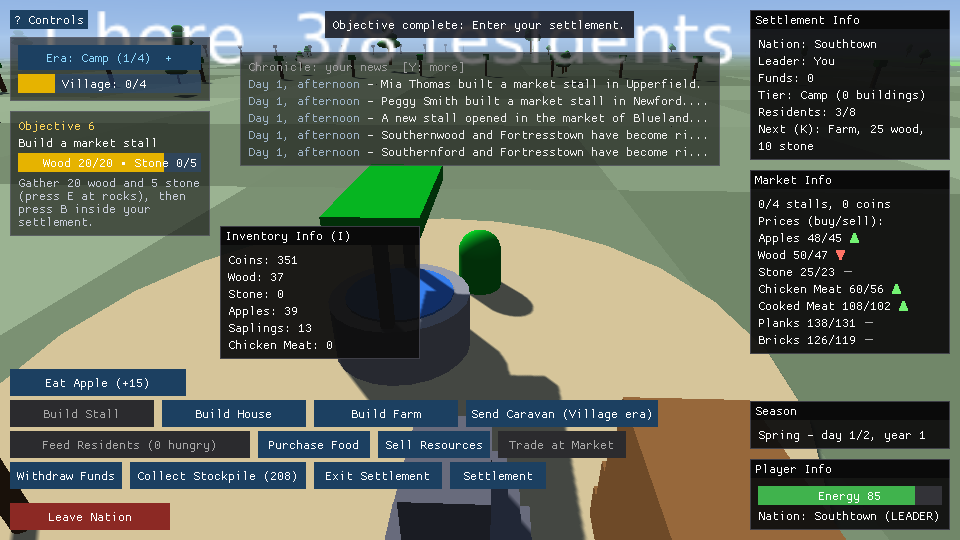 ? Controls
Objective complete: Enter your settlement.
here, 3/8 residents
Era: Camp (1/4) +
Village: 0/4
Objective 6
Build a market stall
Wood 20/20 • Stone 0/5
Gather 20 wood and 5 stone
(press E at rocks), then
press B inside your
settlement.
Chronicle: your news [Y: more]
Day 1, afternoon - Mia Thomas built a market stall in Upperfield.
Day 1, afternoon - Peggy Smith built a market stall in Newford....
Day 1, afternoon - A new stall opened in the market of Blueland...
Day 1, afternoon - Southernwood and Fortresstown have become ri...
Day 1, afternoon - Southernford and Fortresstown have become ri...
Settlement Info
Nation: Southtown
Leader: You
Funds: 0
Tier: Camp (0 buildings)
Residents: 3/8
Next (K): Farm, 25 wood,
10 stone
Market Info
0/4 stalls, 0 coins
Prices (buy/sell):
Apples 48/45
Wood 50/47
Stone 25/23 —
Chicken Meat 60/56
Cooked Meat 108/102
Planks 138/131 —
Bricks 126/119 —
Inventory Info (I)
Coins: 351
Wood: 37
Stone: 0
Apples: 39
Saplings: 13
Chicken Meat: 0
Eat Apple (+15)
Build Stall
Build House
Build Farm
Send Caravan (Village era)
Feed Residents (0 hungry)
Purchase Food
Sell Resources
Trade at Market
Withdraw Funds
Collect Stockpile (208)
Exit Settlement
Settlement
Leave Nation
Season
Spring - day 1/2, year 1
Player Info
Energy 85
Nation: Southtown (LEADER)